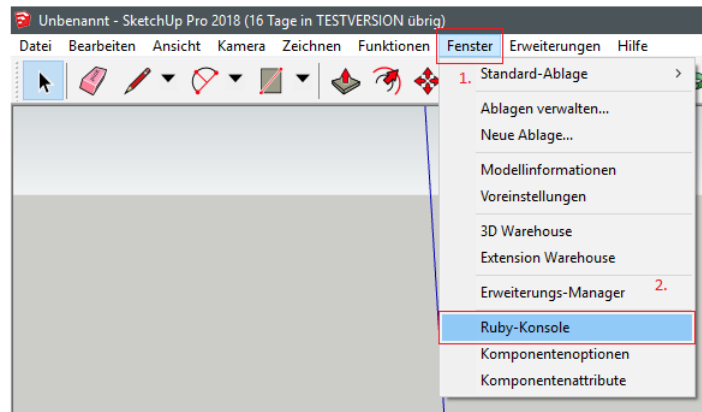 Unbenannt - SketchUp Pro 2018 (16 Tage in TESTVERSION übrig)
Datei Bearbeiten Ansicht Kamera Zeichnen Funktionen Fenster Erweiterungen Hilfe
1. Standard-Ablage
Ablagen verwalten...
Neue Ablage...
Modellinformationen
Voreinstellungen
3D Warehouse
Extension Warehouse
Erweiterungs-Manager 2.
Ruby-Konsole
Komponentenoptionen
Komponentenattribute